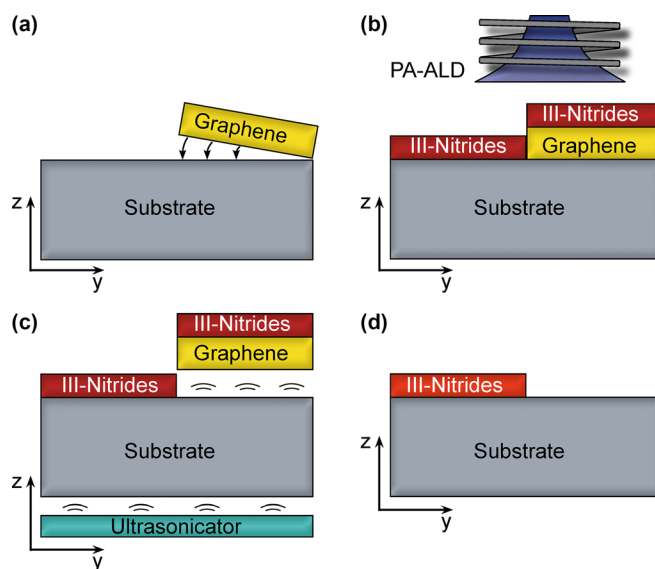 (a)
Graphene
Substrate
z
y
(b)
PA-ALD
III-Nitrides
III-Nitrides
Graphene
Substrate
z
y
(c)
III-Nitrides
Graphene
III-Nitrides
Substrate
z
Ultrasonicator
y
(d)
III-Nitrides
Substrate
z
y